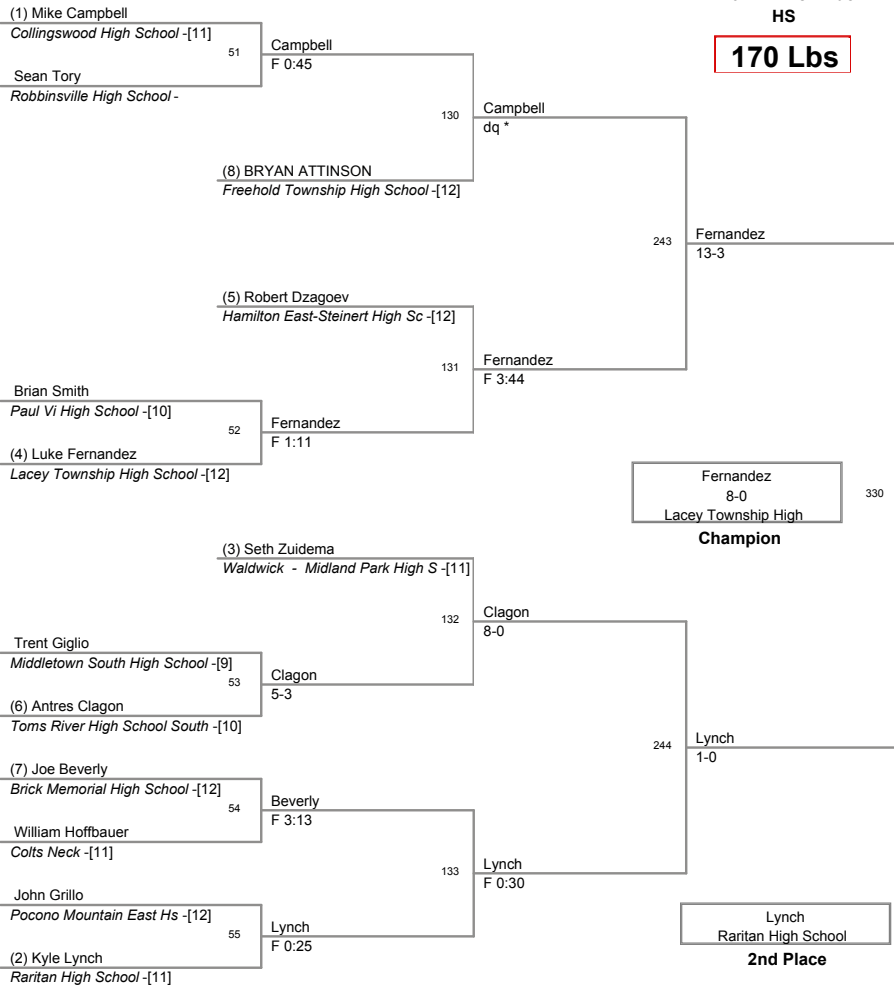 HS
170 Lbs
(1) Mike Campbell
Collingswood High School -[11]
51
Sean Tory
Robbinsville High School -
Campbell
F 0:45
130
(8) BRYAN ATTINSON
Freehold Township High School -[12]
Campbell
dq *
243
(5) Robert Dzagoev
Hamilton East-Steinert High Sc -[12]
131
Brian Smith
Paul Vi High School -[10]
52
(4) Luke Fernandez
Lacey Township High School -[12]
Fernandez
F 1:11
Fernandez
F 3:44
Fernandez
13-3
Fernandez
8-0
Lacey Township High
Champion
330
(3) Seth Zuidema
Waldwick - Midland Park High S -[11]
132
Trent Giglio
Middletown South High School -[9]
53
(6) Antres Clagon
Toms River High School South -[10]
Clagon
5-3
Clagon
8-0
244
(7) Joe Beverly
Brick Memorial High School -[12]
54
William Hoffbauer
Colts Neck -[11]
Beverly
F 3:13
133
John Grillo
Pocono Mountain East Hs -[12]
55
(2) Kyle Lynch
Raritan High School -[11]
Lynch
F 0:25
Lynch
F 0:30
Lynch
1-0
Lynch
Raritan High School
2nd Place